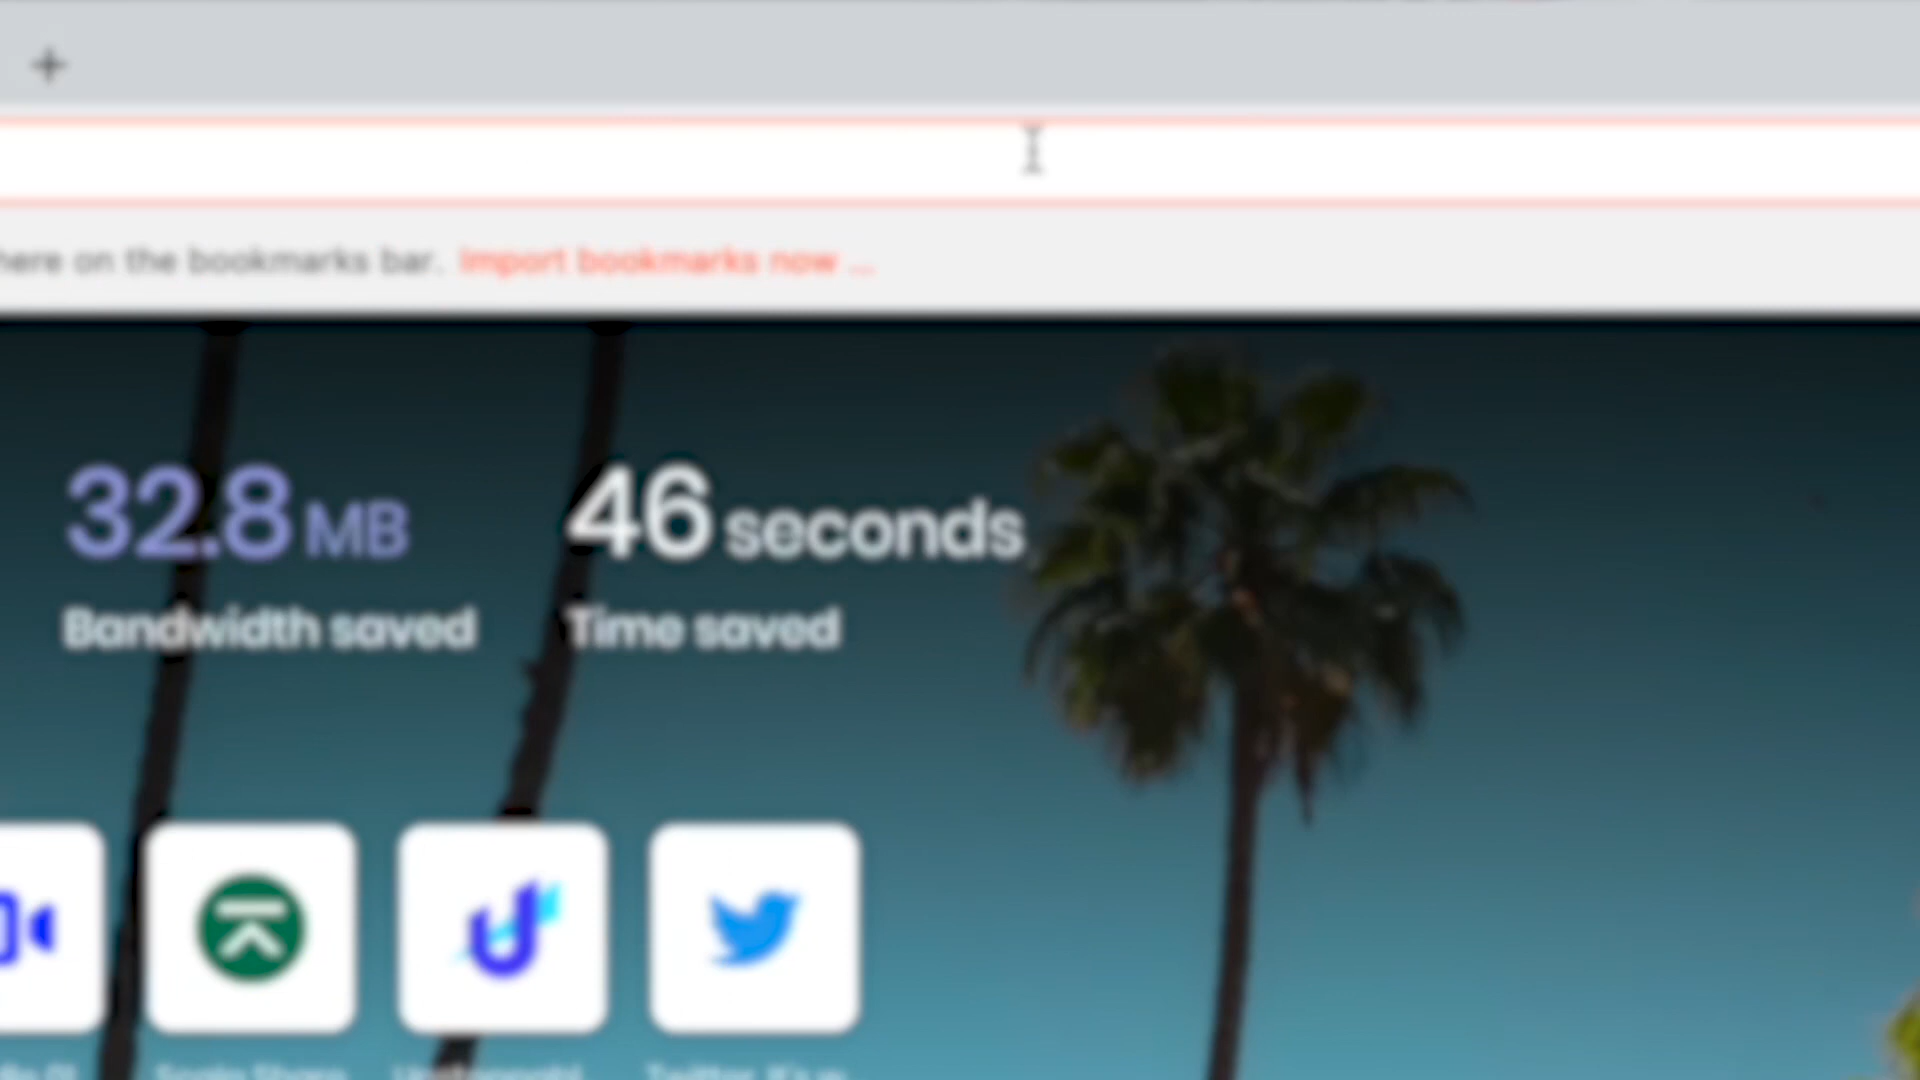 here on the bookmarks bar. Import bookmarks now ...
32.8 MB 46 seconds
Bandwidth saved Time saved